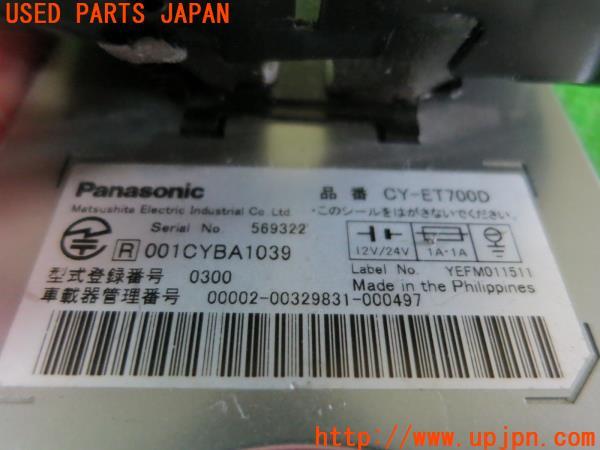 USED PARTS JAPAN
Panasonic
品番 CY-ET700D
Matsushita Electric Industrial Co. Ltd.
・このシールをはがさないでください。
Serial No. 569322
R 001CYBA1039
12V/24V 1A-1A
型式登録番号 0300
Label No. YEFM011511
車載器管理番号 00002-00329831-000497
Made in the Philippines
http://www.upjpn.com